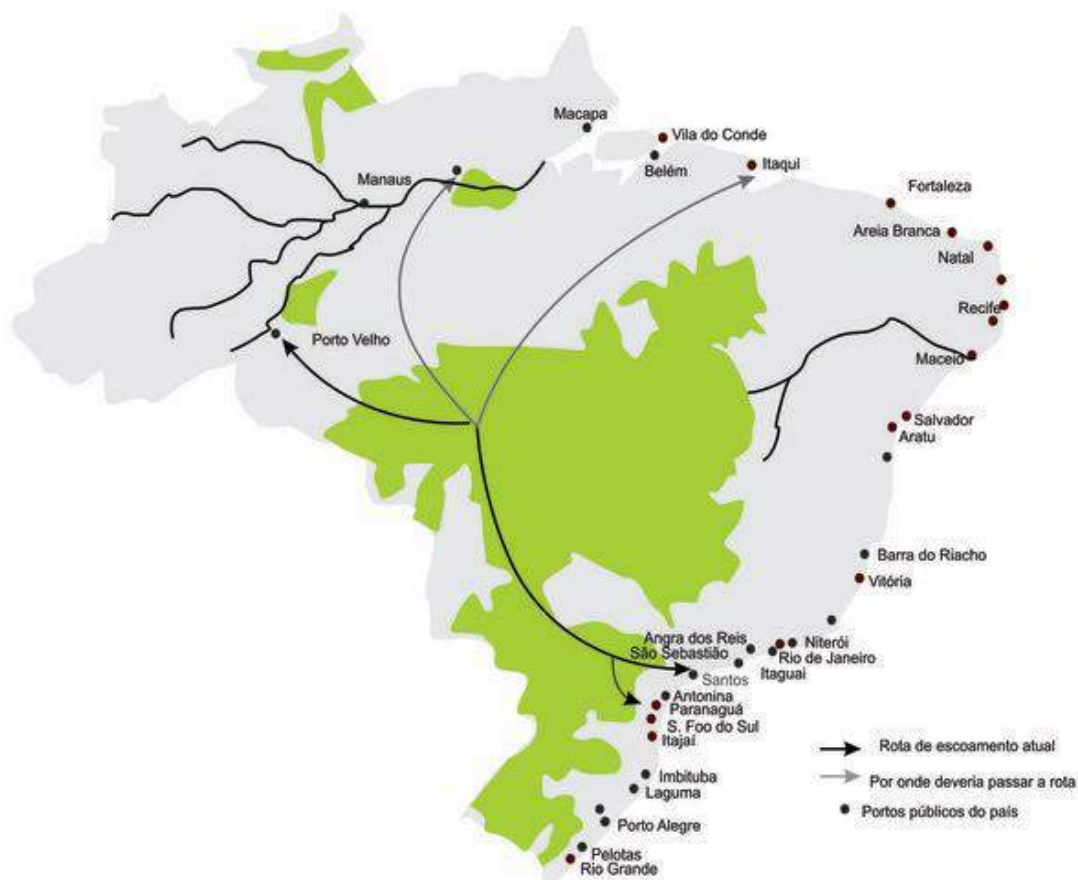 Macapa
Vila do Conde
Belém
Itaqui
Manaus
Fortaleza
Areia Branca
Natal
Recife
Porto Velho
Maceio
Salvador
Aratu
Barra do Riacho
Vitória
Angra dos Reis
Niterói
São Sebastião
Rio de Janeiro
Itaguai
Santos
Antonina
Paranaguá
S. Foo do Sul
Itajaí
Rota de escoamento atual
Imbituba
Por onde deveria passar a rota
Laguma
Portos públicos do país
Porto Alegre
Pelotas
Rio Grande